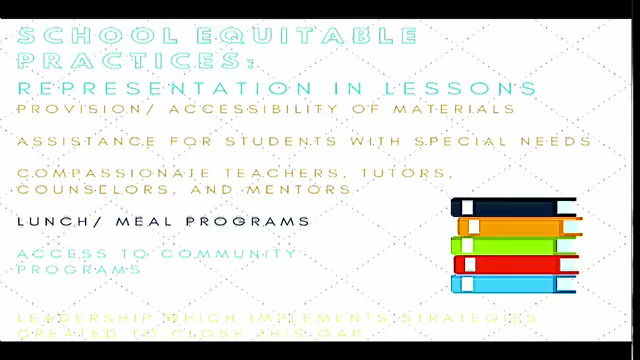 SCHOOL EQUITABLE
PRACTICES:
REPRESENTATION IN LESSONS
PROVISION/ ACCESSIBILITY OF MATERIALS
ASSISTANCE FOR STUDENTS WITH SPECIAL NEEDS
COMPASSIONATE TEACHERS, TUTORS,
COUNSELORS, AND MENTORS
LUNCH/ MEAL PROGRAMS
ACCESS TO COMMUNITY
PROGRAMS
LEADERSHIP WHICH IMPLEMENTS STRATEGIES
CREATED TO CLOSE THIS GAP